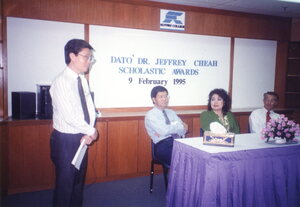 DATO' DR. JEFFREY CHEAH
SCHOLASTIC AWARDS
9 February 1995